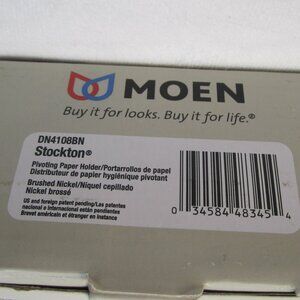 MOEN
Buy it for looks. Buy it for life.®
DN4108BN
Stockton®
Pivoting Paper Holder/Portarrollos de papel
Distributeur de papier hygiénique pivotant
Brushed Nickel/Níquel cepillado
Nickel brossé
US and foreign patent pending/Las patentes
nacional o internacional están pendientes
Brevet américain et étranger en instance
0 34584 48345 4